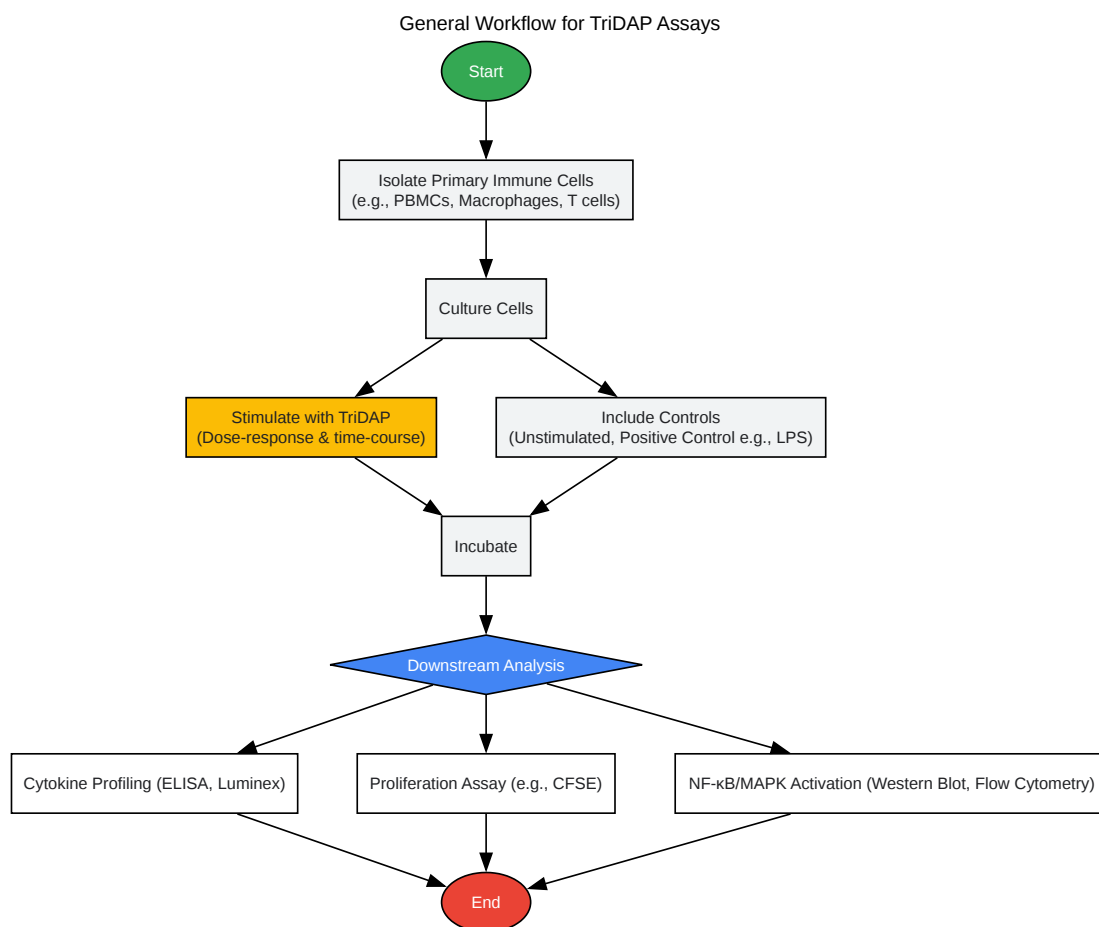 General Workflow for TriDAP Assays
Start
Isolate Primary Immune Cells
(e.g., PBMCs, Macrophages, T cells)
Culture Cells
Stimulate with TriDAP
(Dose-response & time-course)
Include Controls
(Unstimulated, Positive Control e.g., LPS)
Incubate
Downstream Analysis
Cytokine Profiling (ELISA, Luminex)
Proliferation Assay (e.g., CFSE)
NF-κB/MAPK Activation (Western Blot, Flow Cytometry)
End